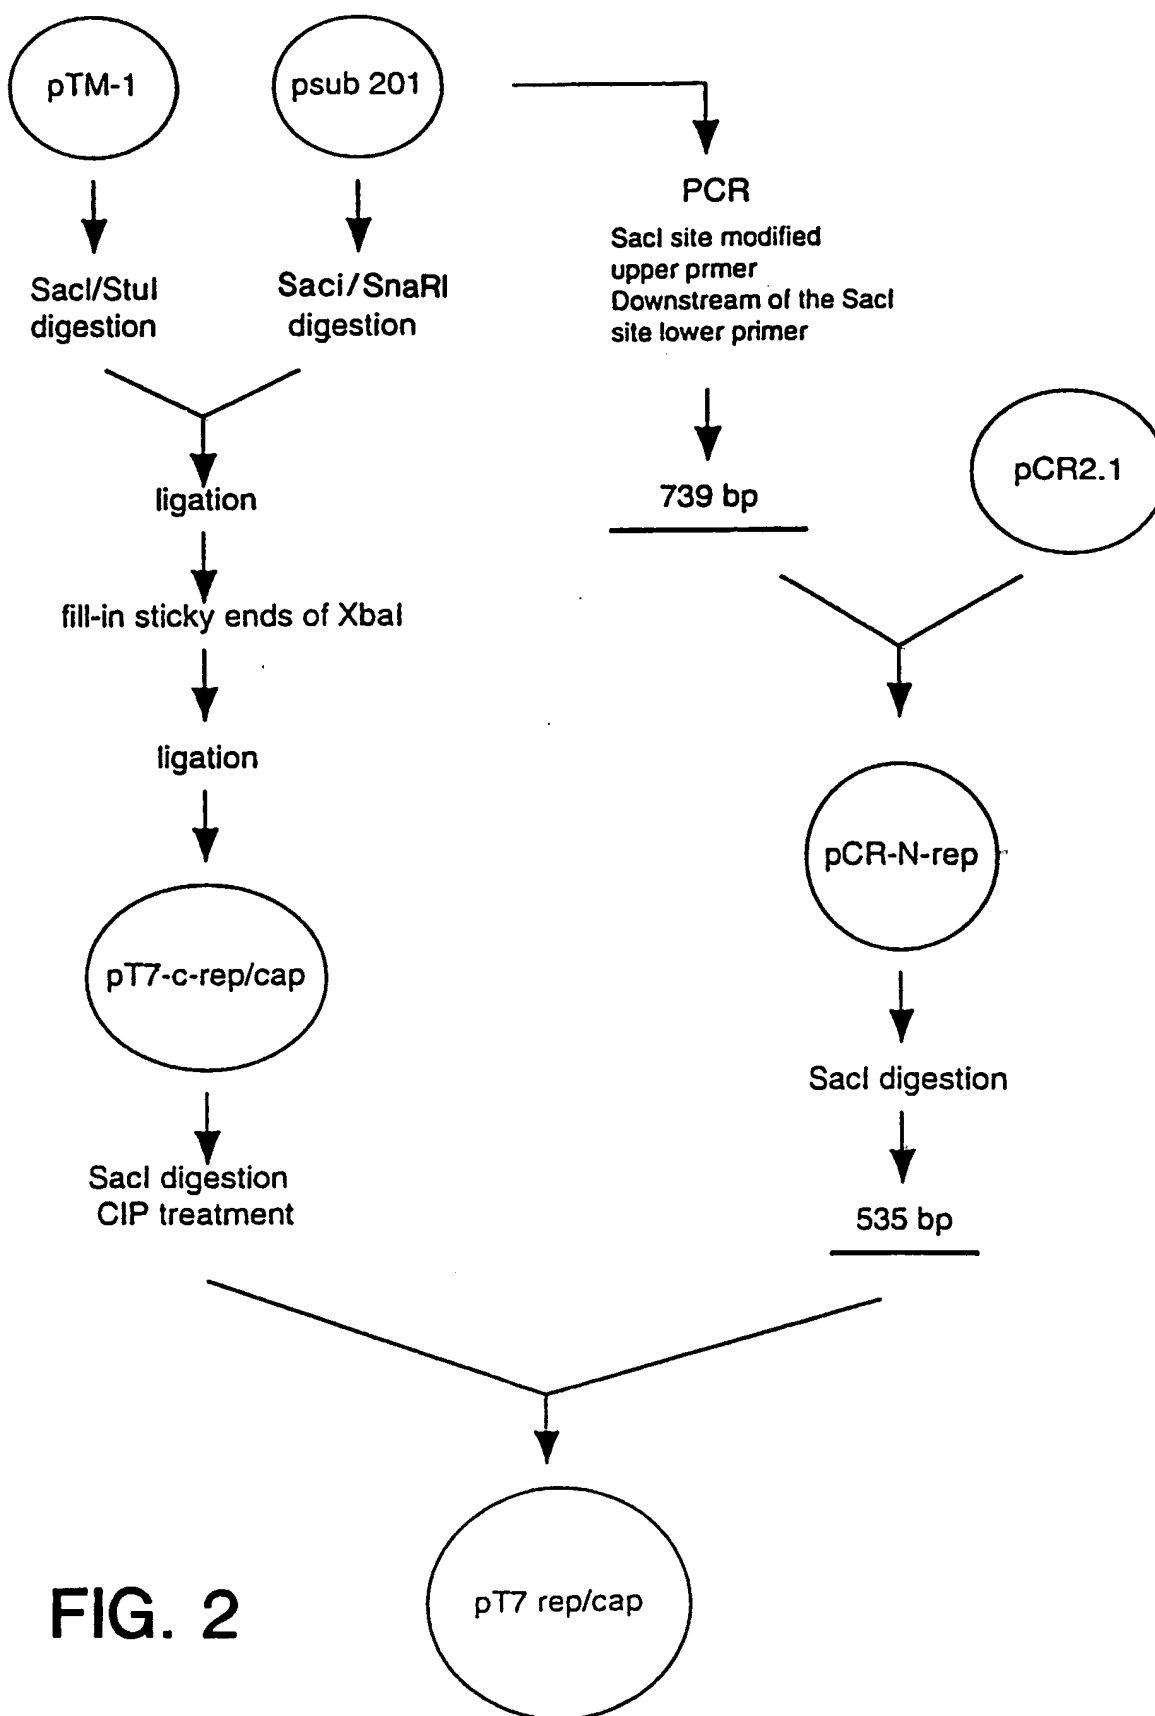 pTM-1
psub 201
PCR
SacI site modified
upper prmer
Downstream of the SacI
site lower primer
SacI/StuI
digestion
Saci/SnaRI
digestion
739 bp
pCR2.1
ligation
fill-in sticky ends of XbaI
ligation
pCR-N-rep
pT7-c-rep/cap
SacI digestion
SacI digestion
CIP treatment
535 bp
pT7 rep/cap
FIG. 2